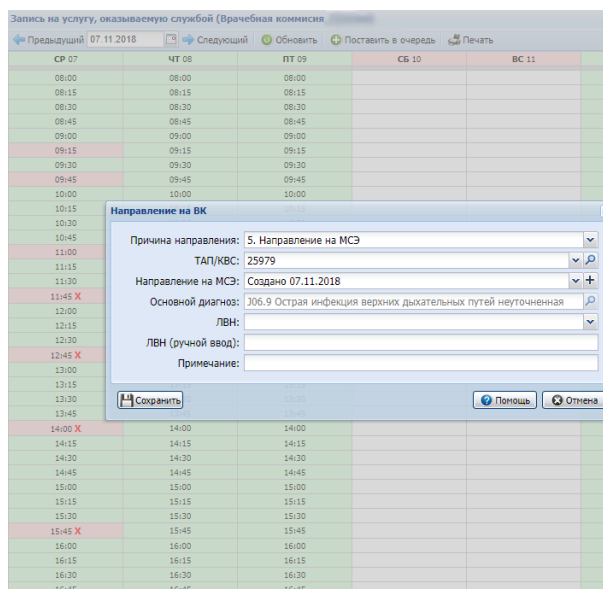 Запись на услугу, оказываемую службой (Врачебная коммисия
Предыдущий 07.11.2018 Следующий Обновить Поставить в очередь Печать
СР 07 ЧТ 08 ПТ 09 СБ 10 ВС 11
08:00 08:00 08:00
08:15 08:15 08:15
08:30 08:30 08:30
08:45 08:45 08:45
09:00 09:00 09:00
09:15 09:15 09:15
09:30 09:30 09:30
09:45 09:45 09:45
10:00 10:00 10:00
10:15
10:30
10:45
11:00
11:15
11:30
11:45 X
12:00
12:15
12:30
12:45 X
13:00
13:15
13:30
13:45
Направление на ВК
Причина направления: 5. Направление на МСЭ
ТАП/КВС: 25979
Направление на МСЭ: Создано 07.11.2018
Основной диагноз: J06.9 Острая инфекция верхних дыхательных путей неуточненная
ЛВН:
ЛВН (ручной ввод):
Примечание:
Сохранить Помощь Отмена
14:00 X 14:00 14:00
14:15 14:15 14:15
14:30 14:30 14:30
14:45 14:45 14:45
15:00 15:00 15:00
15:15 15:15 15:15
15:30 15:30 15:30
15:45 X 15:45 15:45
16:00 16:00 16:00
16:15 16:15 16:15
16:30 16:30 16:30